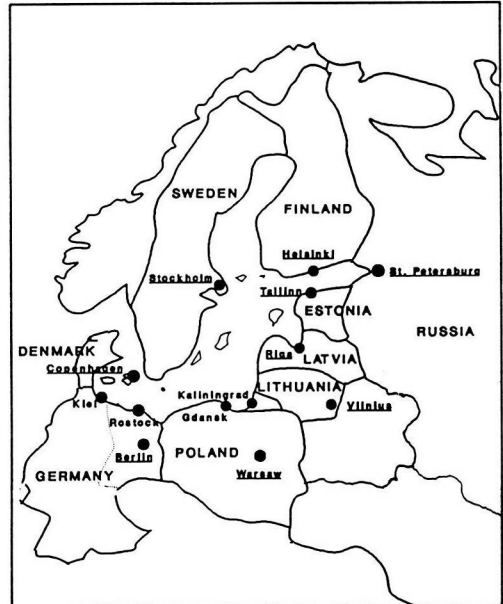 SWEDEN
FINLAND
Helsinki
St. Petersburg
Stockholm
Tallinn
ESTONIA
RUSSIA
Riga
LATVIA
DENMARK
Copenhagen
LITHUANIA
Kiel
Kaliningrad
Vilnius
Rostock
Gdansk
Berlin
POLAND
GERMANY
Warsaw